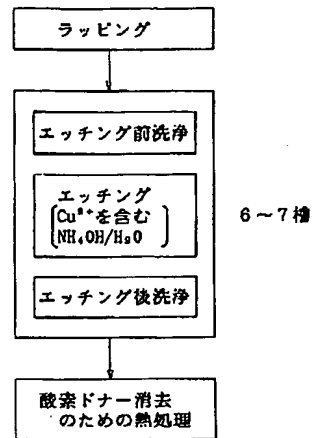 ラッピング
エッチング前洗浄
エッチング
Cu²⁺を含む
NH₄OH/H₂O
6〜7槽
エッチング後洗浄
酸素ドナー消去
のための熱処理